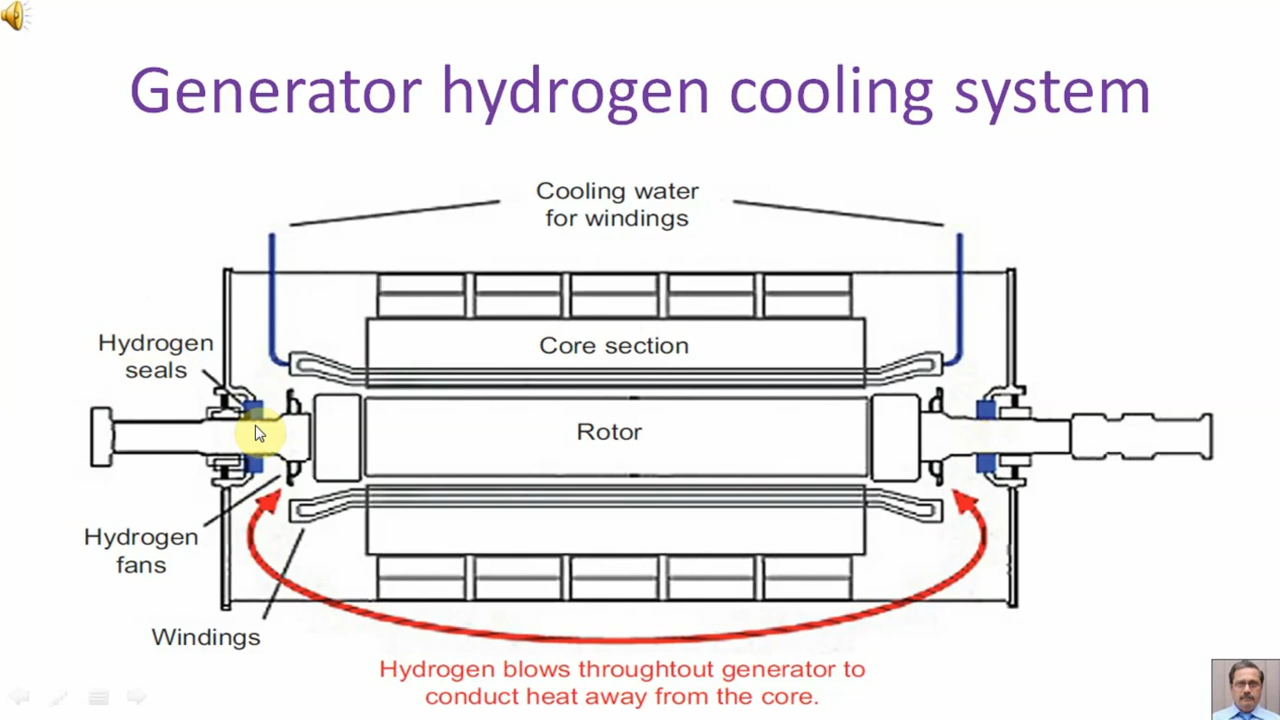 Generator hydrogen cooling system
Cooling water
for windings
Hydrogen
seals
Core section
Rotor
Hydrogen
fans
Windings
Hydrogen blows throughtout generator to
conduct heat away from the core.